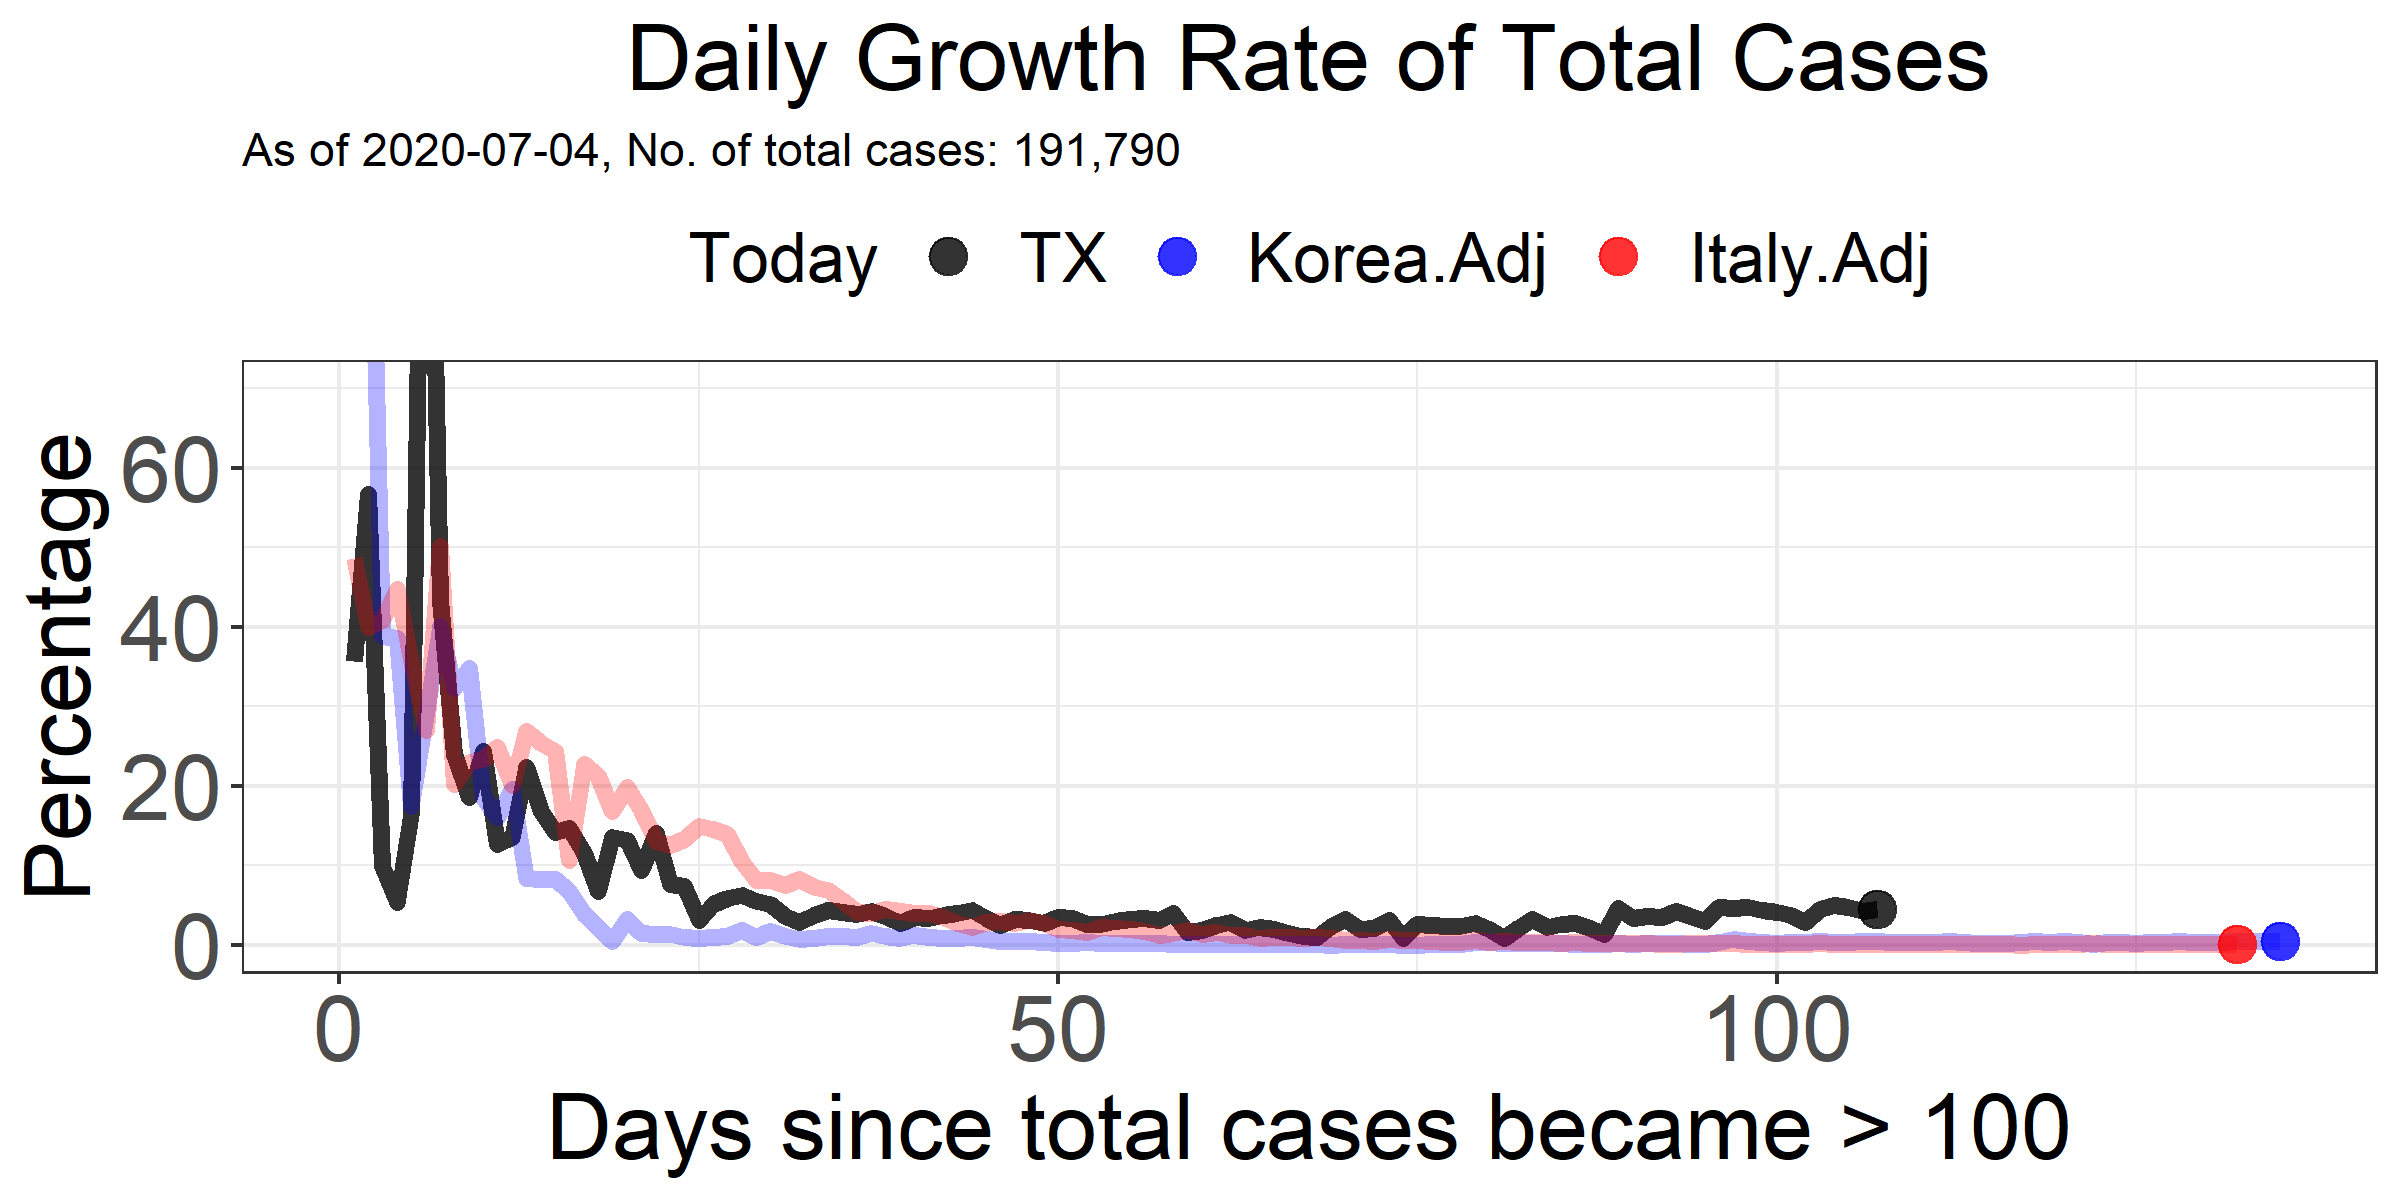 Daily Growth Rate of Total Cases
As of 2020-07-04, No. of total cases: 191,790
Today TX Korea.Adj Italy.Adj
Percentage
60
40
20
0
0 50 100
Days since total cases became > 100